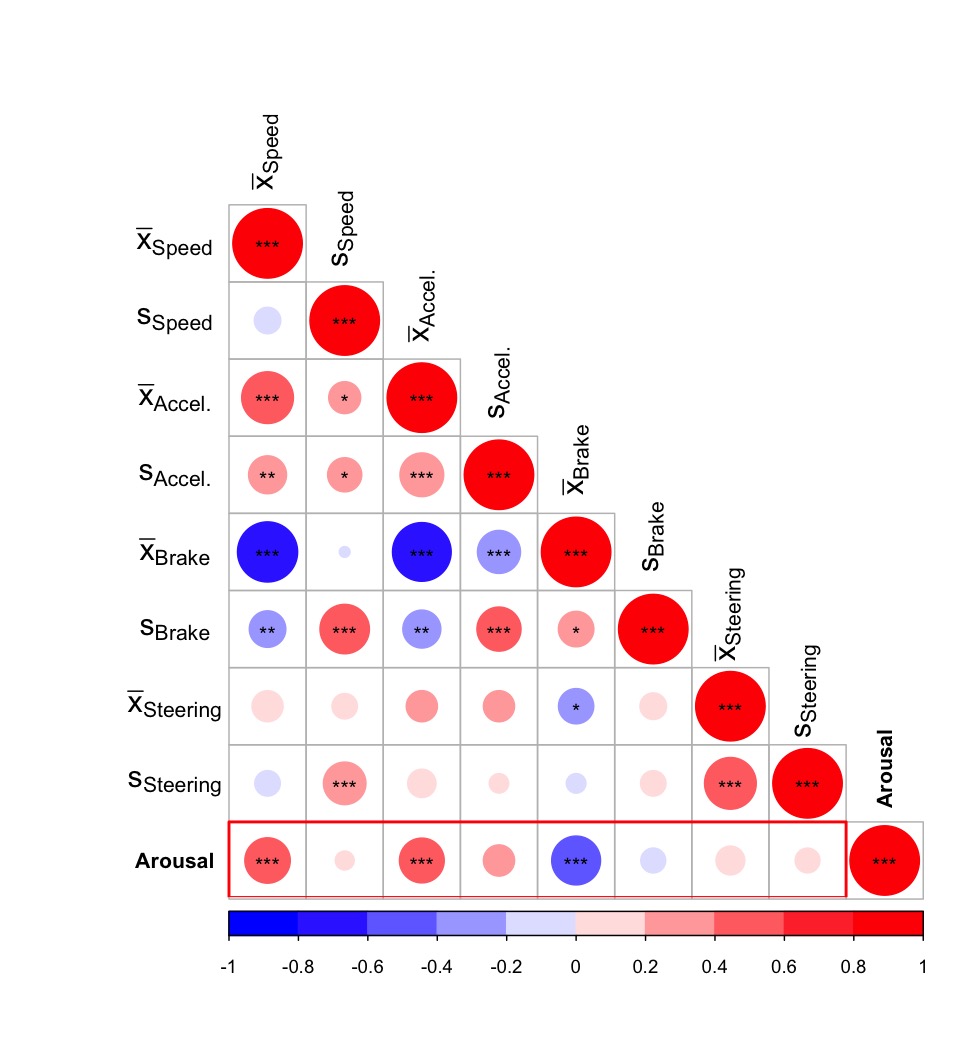 x̄Speed
sSpeed
x̄Accel.
sAccel.
x̄Brake
sBrake
x̄Steering
sSteering
Arousal
x̄Speed ***
sSpeed ***
x̄Accel. *** * ***
sAccel. ** * *** ***
x̄Brake *** *** *** ***
sBrake ** *** ** *** * ***
x̄Steering * ***
sSteering *** *** ***
Arousal *** *** *** ***
-1 -0.8 -0.6 -0.4 -0.2 0 0.2 0.4 0.6 0.8 1